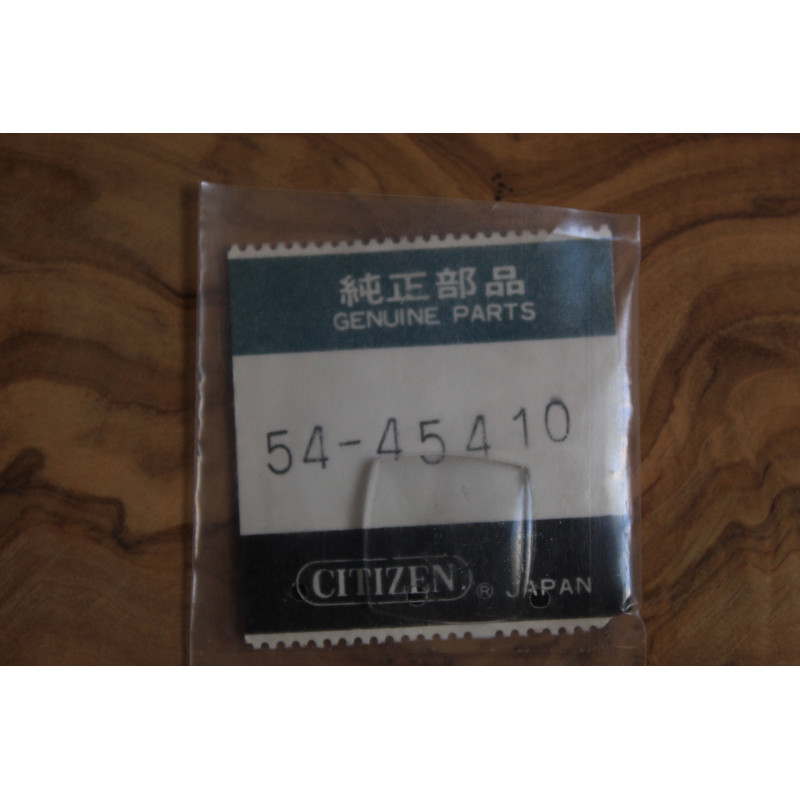 純正部品
GENUINE PARTS
54-45410
CITIZEN ® JAPAN